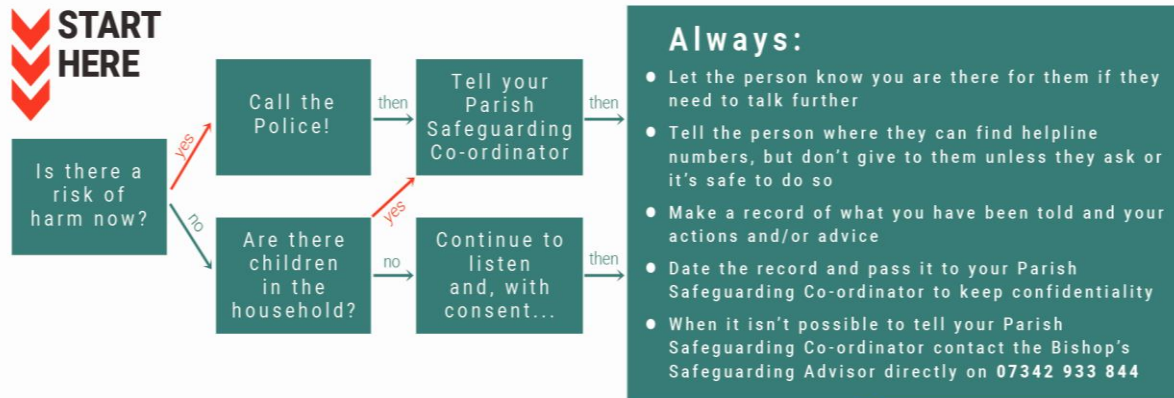 START
HERE
Is there a
risk of
harm now?
yes
no
Call the
Police!
then
Tell your
Parish
Safeguarding
Co-ordinator
then
Are there
children
in the
household?
yes
no
Continue to
listen
and, with
consent...
then
Always:
● Let the person know you are there for them if they
need to talk further
● Tell the person where they can find helpline
numbers, but don't give to them unless they ask or
it's safe to do so
● Make a record of what you have been told and your
actions and/or advice
● Date the record and pass it to your Parish
Safeguarding Co-ordinator to keep confidentiality
● When it isn't possible to tell your Parish
Safeguarding Co-ordinator contact the Bishop's
Safeguarding Advisor directly on 07342 933 844